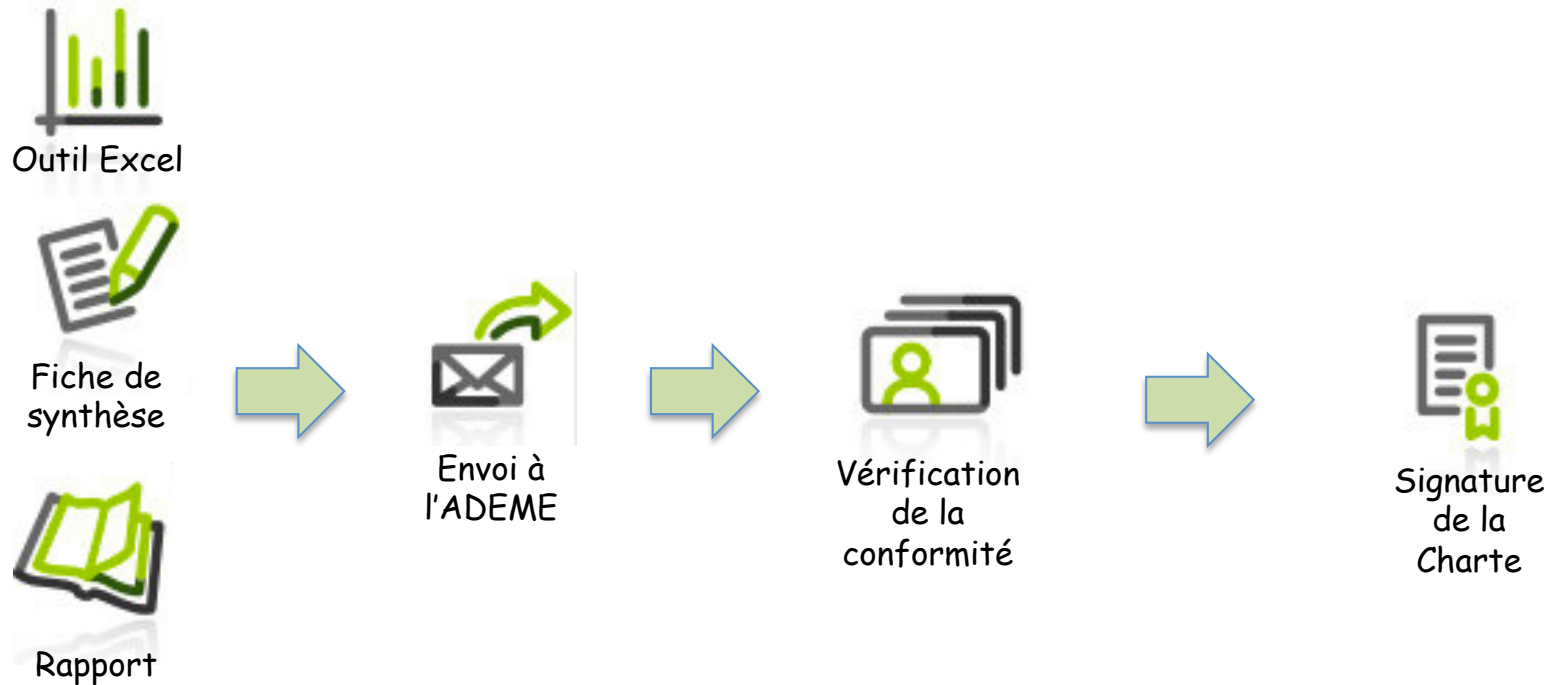 Outil Excel
Fiche de
synthèse
Rapport
Envoi à
l'ADEME
Vérification
de la
conformité
Signature
de la
Charte